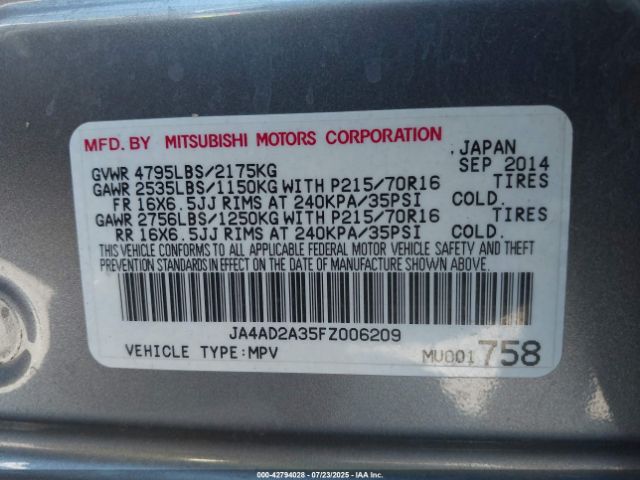 MFD. BY MITSUBISHI MOTORS CORPORATION , JAPAN
GVWR 4795LBS/2175KG SEP 2014
GAWR 2535LBS/1150KG WITH P215/70R16 TIRES
FR 16X6.5JJ RIMS AT 240KPA/35PSI COLD.
GAWR 2756LBS/1250KG WITH P215/70R16 TIRES
RR 16X6.5JJ RIMS AT 240KPA/35PSI COLD.
THIS VEHICLE CONFORMS TO ALL APPLICABLE FEDERAL MOTOR VEHICLE SAFETY AND THEFT
PREVENTION STANDARDS IN EFFECT ON THE DATE OF MANUFACTURE SHOWN ABOVE.
JA4AD2A35FZ006209
VEHICLE TYPE:MPV MU001758
000-42794028 - 07/23/2025 - IAA Inc.